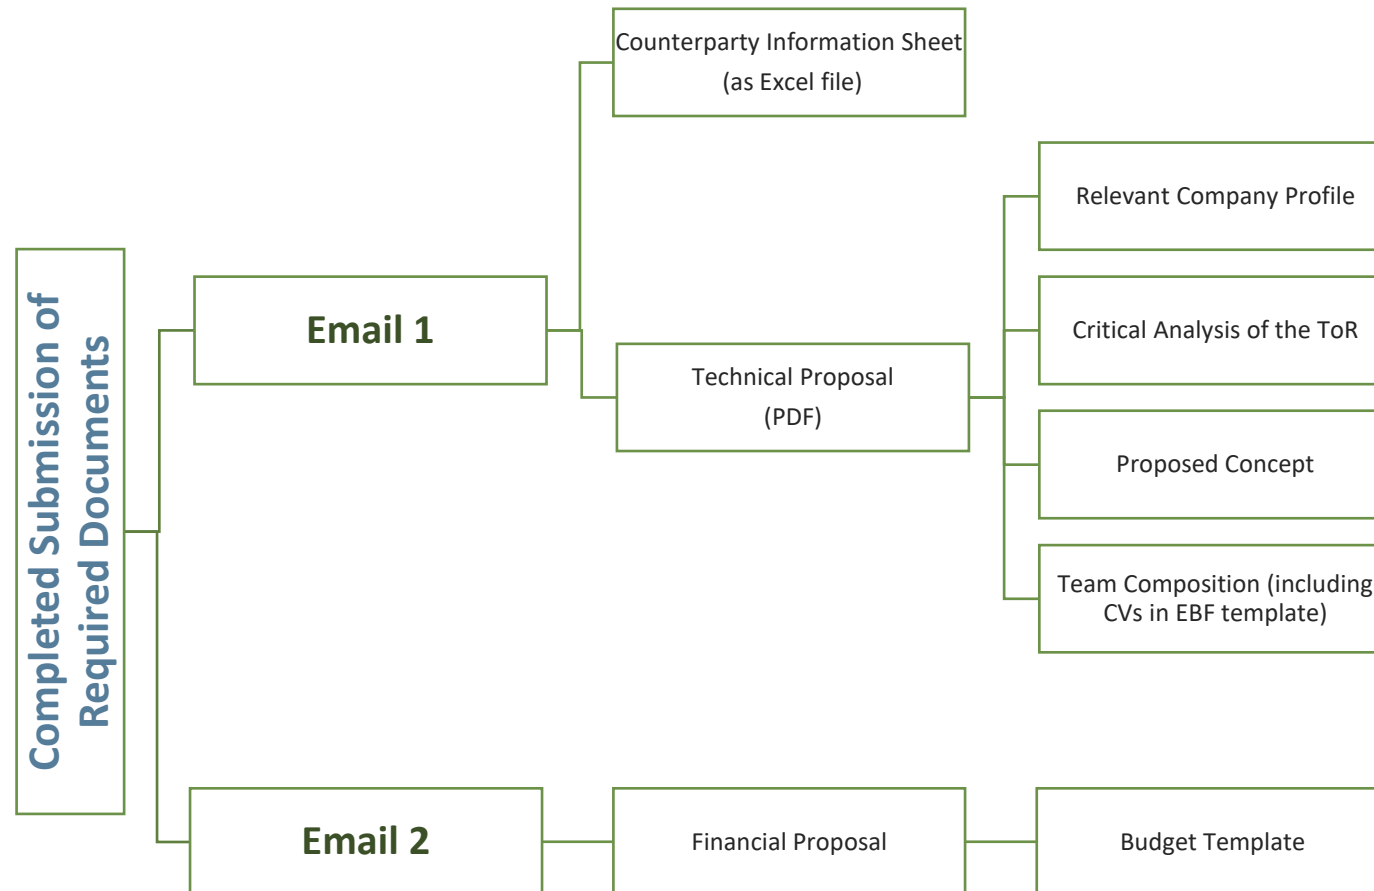 Completed Submission of
Required Documents
Email 1
Counterparty Information Sheet
(as Excel file)
Technical Proposal
(PDF)
Relevant Company Profile
Critical Analysis of the ToR
Proposed Concept
Team Composition (including
CVs in EBF template)
Email 2
Financial Proposal
Budget Template